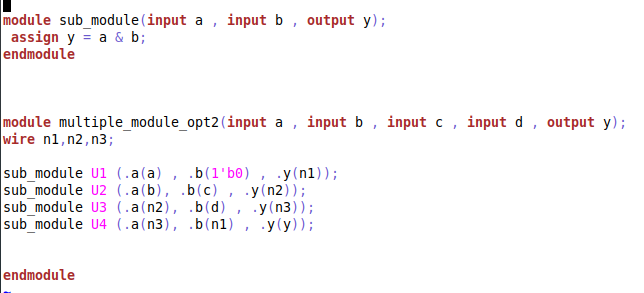 module sub_module(input a , input b , output y);
 assign y = a & b;
endmodule
module multiple_module_opt2(input a , input b , input c , input d , output y);
wire n1,n2,n3;
sub_module U1 (.a(a) , .b(1'b0) , .y(n1));
sub_module U2 (.a(b), .b(c) , .y(n2));
sub_module U3 (.a(n2), .b(d) , .y(n3));
sub_module U4 (.a(n3), .b(n1) , .y(y));
endmodule
~